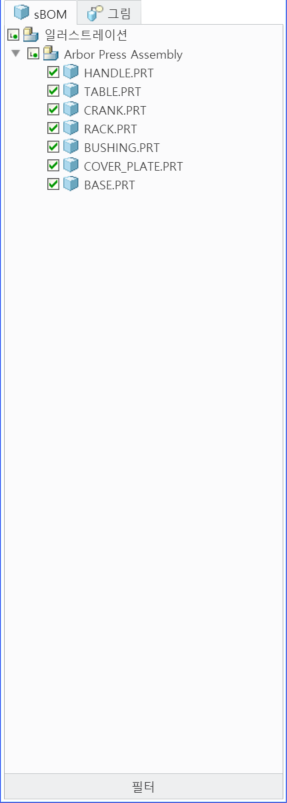 sBOM 그림
일러스트레이션
Arbor Press Assembly
HANDLE.PRT
TABLE.PRT
CRANK.PRT
RACK.PRT
BUSHING.PRT
COVER_PLATE.PRT
BASE.PRT
필터